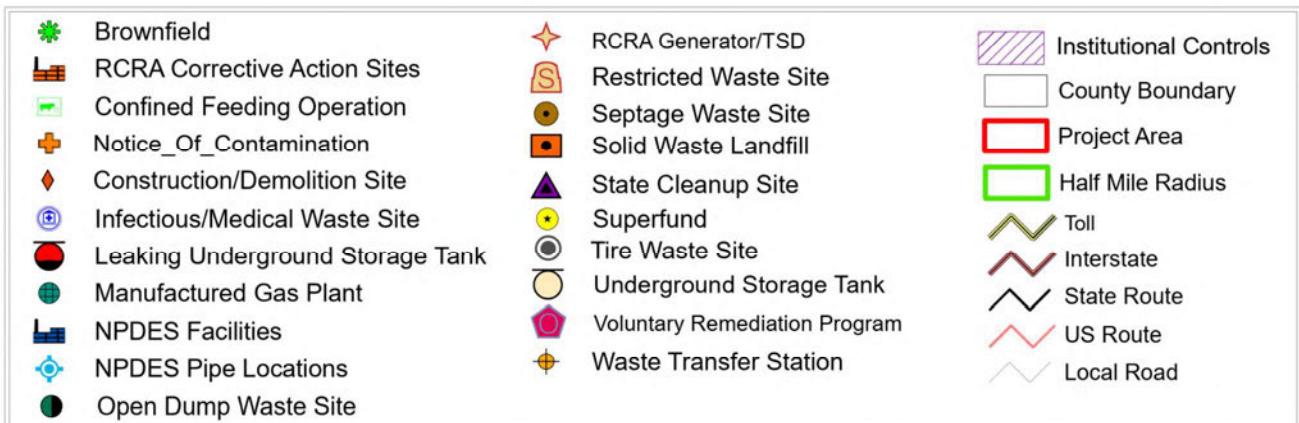 Brownfield
RCRA Corrective Action Sites
Confined Feeding Operation
Notice_Of_Contamination
Construction/Demolition Site
Infectious/Medical Waste Site
Leaking Underground Storage Tank
Manufactured Gas Plant
NPDES Facilities
NPDES Pipe Locations
Open Dump Waste Site
RCRA Generator/TSD
S
Restricted Waste Site
Septage Waste Site
Solid Waste Landfill
State Cleanup Site
Superfund
Tire Waste Site
Underground Storage Tank
Voluntary Remediation Program
Waste Transfer Station
Institutional Controls
County Boundary
Project Area
Half Mile Radius
Toll
Interstate
State Route
US Route
Local Road